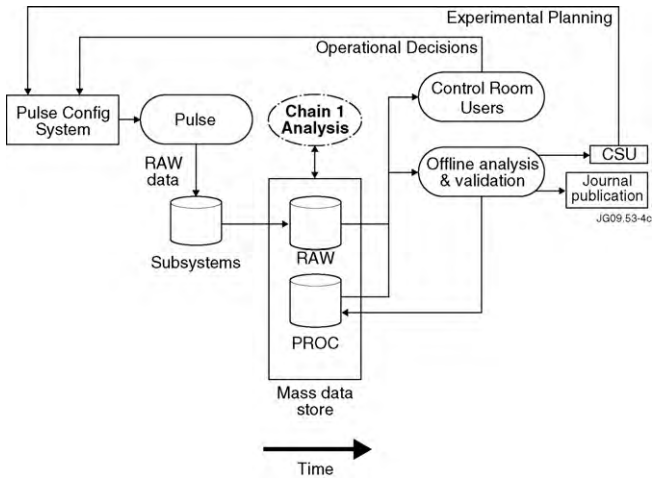 Experimental Planning
Operational Decisions
Pulse Config
System
Pulse
Chain 1
Analysis
Control Room
Users
RAW
data
Offline analysis
& validation
CSU
Journal
publication
JG09.53-4c
Subsystems
RAW
PROC
Mass data
store
Time